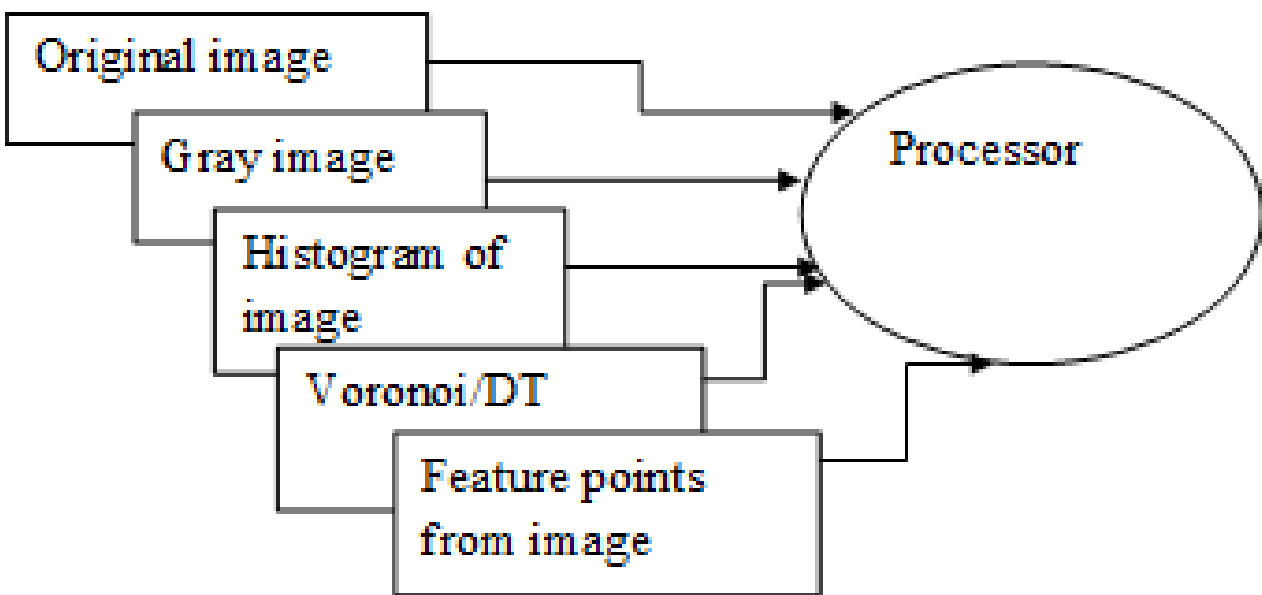 Original image
Processor
Gray image
Histogram of
image
Voronoi/DT
Feature points
from image